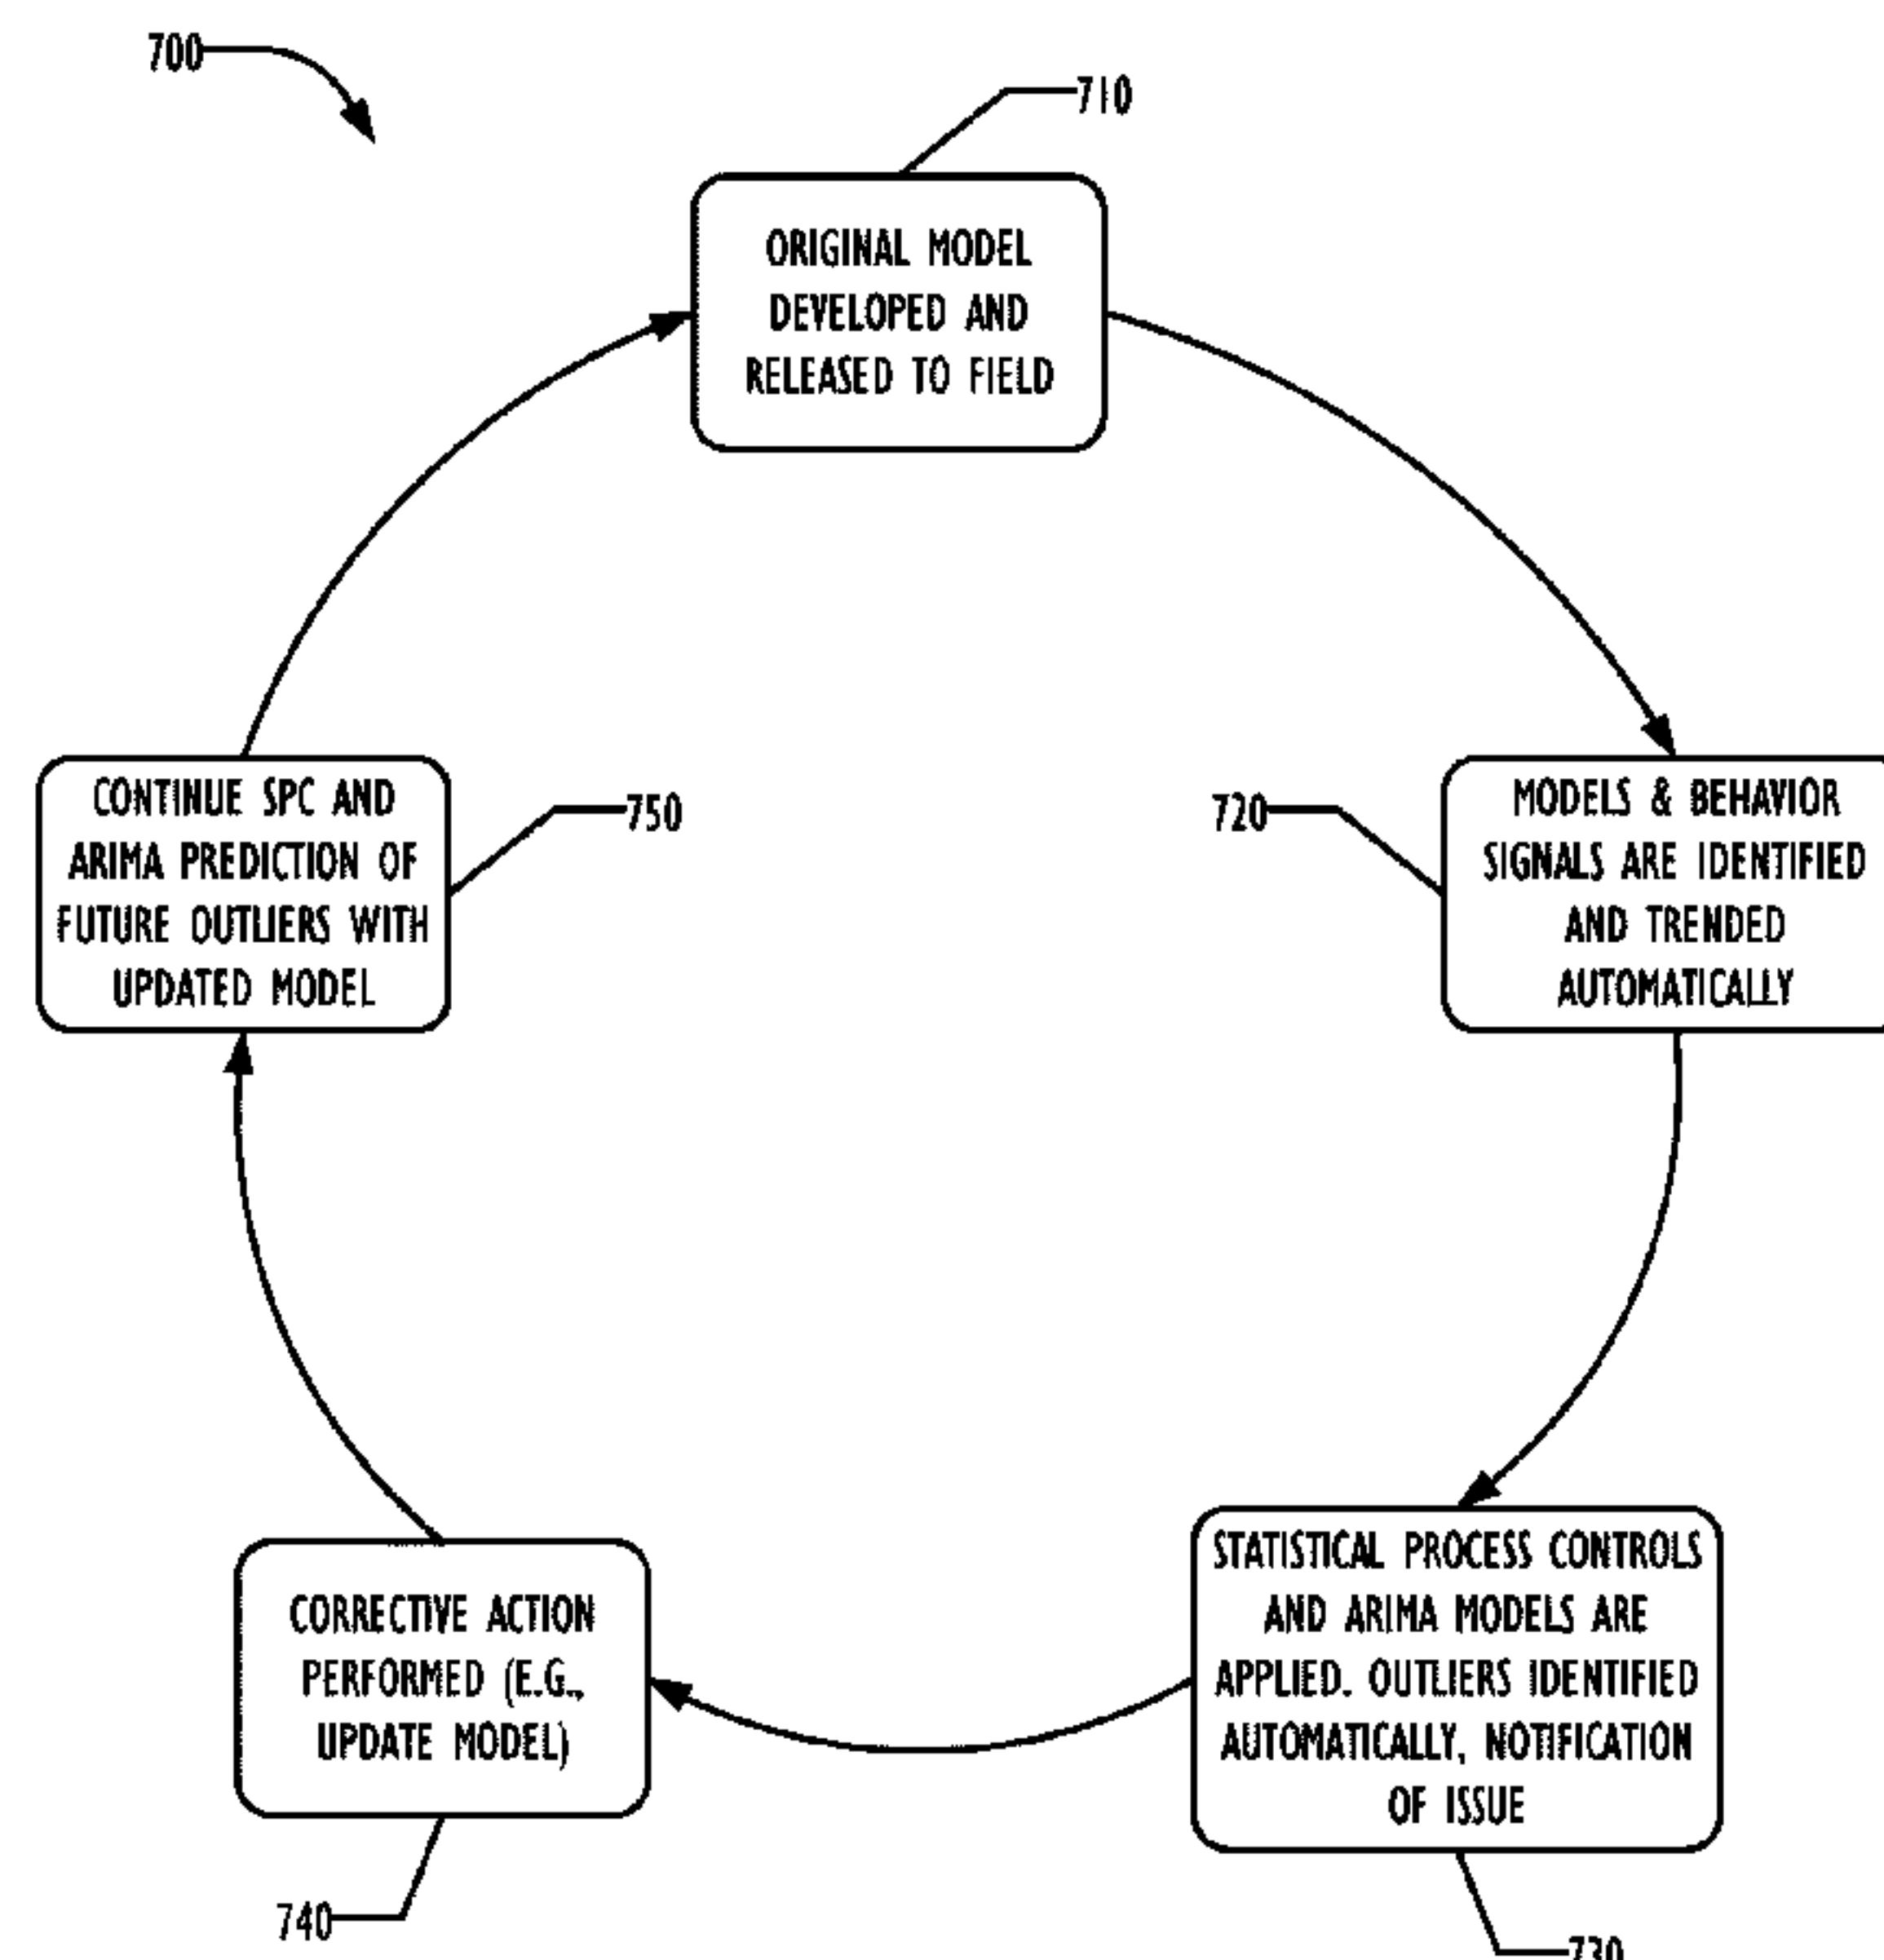 700
710
ORIGINAL MODEL
DEVELOPED AND
RELEASED TO FIELD
CONTINUE SPC AND
ARIMA PREDICTION OF
FUTURE OUTLIERS WITH
UPDATED MODEL
750
720
MODELS & BEHAVIOR
SIGNALS ARE IDENTIFIED
AND TRENDED
AUTOMATICALLY
STATISTICAL PROCESS CONTROLS
AND ARIMA MODELS ARE
APPLIED. OUTLIERS IDENTIFIED
AUTOMATICALLY, NOTIFICATION
OF ISSUE
730
CORRECTIVE ACTION
PERFORMED (E.G.,
UPDATE MODEL)
740